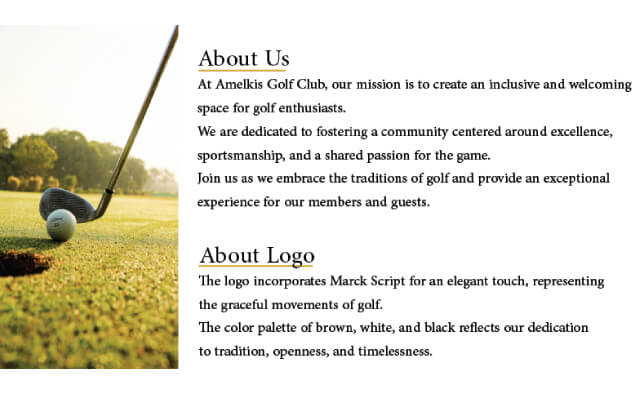 About Us
At Amelkis Golf Club, our mission is to create an inclusive and welcoming
space for golf enthusiasts.
We are dedicated to fostering a community centered around excellence,
sportsmanship, and a shared passion for the game.
Join us as we embrace the traditions of golf and provide an exceptional
experience for our members and guests.
About Logo
The logo incorporates Marck Script for an elegant touch, representing
the graceful movements of golf.
The color palette of brown, white, and black reflects our dedication
to tradition, openness, and timelessness.